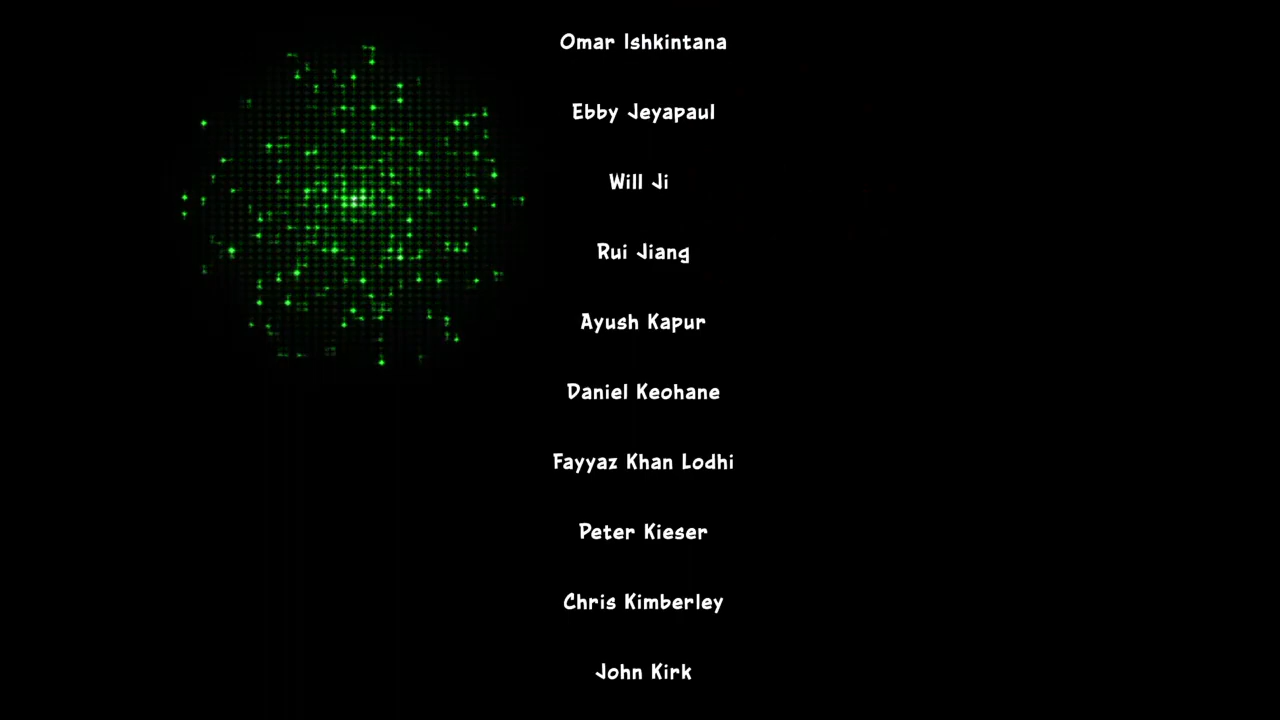 Omar Ishkintana
Ebby Jeyapaul
Will Ji
Rui Jiang
Ayush Kapur
Daniel Keohane
Fayyaz Khan Lodhi
Peter Kieser
Chris Kimberley
John Kirk